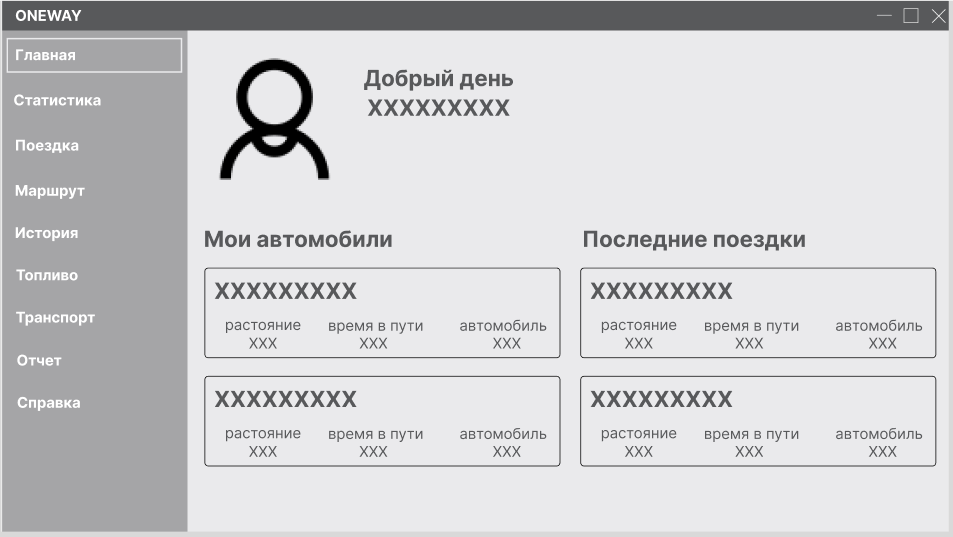 ONEWAY
Главная
Статистика
Поездка
Маршрут
История
Топливо
Транспорт
Отчет
Справка
Добрый день
XXXXXXXXX
Мои автомобили
XXXXXXXXX
растояние время в пути автомобиль
XXX XXX XXX
XXXXXXXXX
растояние время в пути автомобиль
XXX XXX XXX
Последние поездки
XXXXXXXXX
растояние время в пути автомобиль
XXX XXX XXX
XXXXXXXXX
растояние время в пути автомобиль
XXX XXX XXX